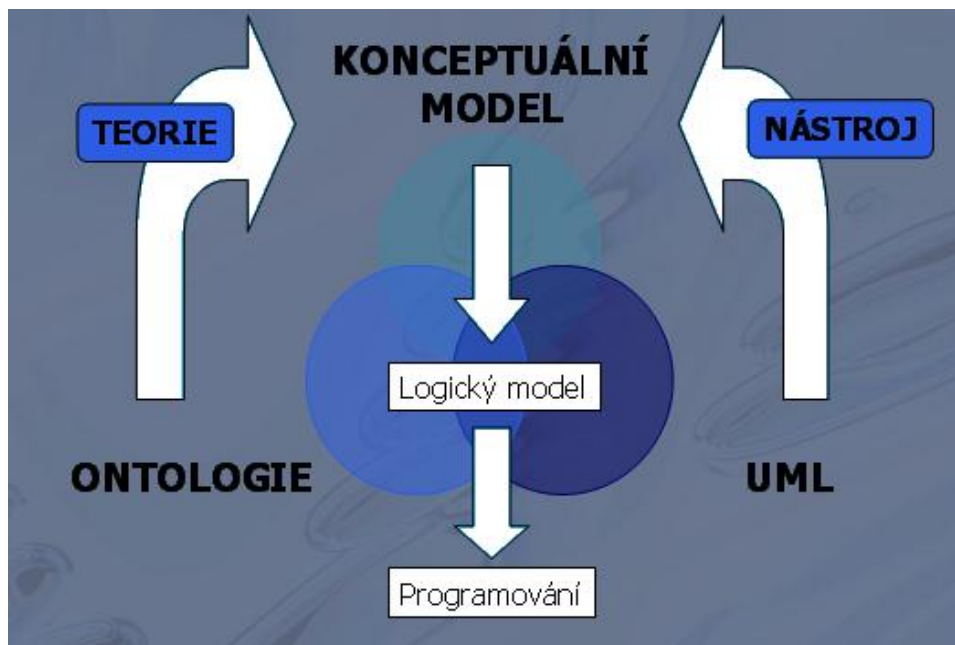 KONCEPTUÁLNÍ
MODEL
TEORIE
NÁSTROJ
Logický model
ONTOLOGIE
UML
Programování